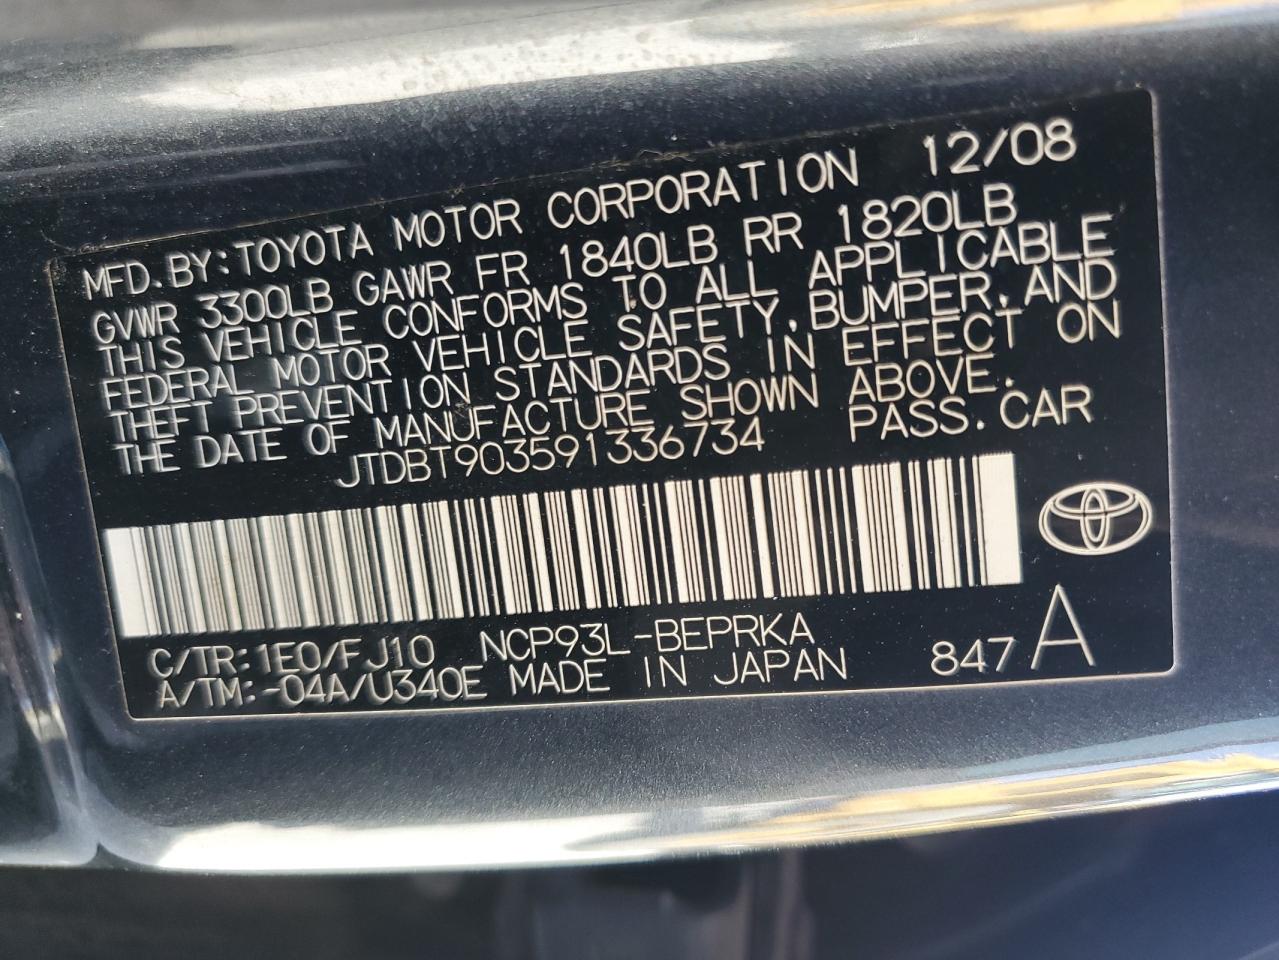 MFD.BY:TOYOTA MOTOR CORPORATION 12/08
GVWR 3300LB GAWR FR 1840LB RR 1820LB
THIS VEHICLE CONFORMS TO ALL APPLICABLE
FEDERAL MOTOR VEHICLE SAFETY,BUMPER,AND
THEFT PREVENTION STANDARDS IN EFFECT ON
THE DATE OF MANUFACTURE SHOWN ABOVE.
JTDBT903591336734 PASS.CAR
C/TR:1E0/FJ10 NCP93L-BEPRKA
A/TM:-04A/U340E MADE IN JAPAN 847 A